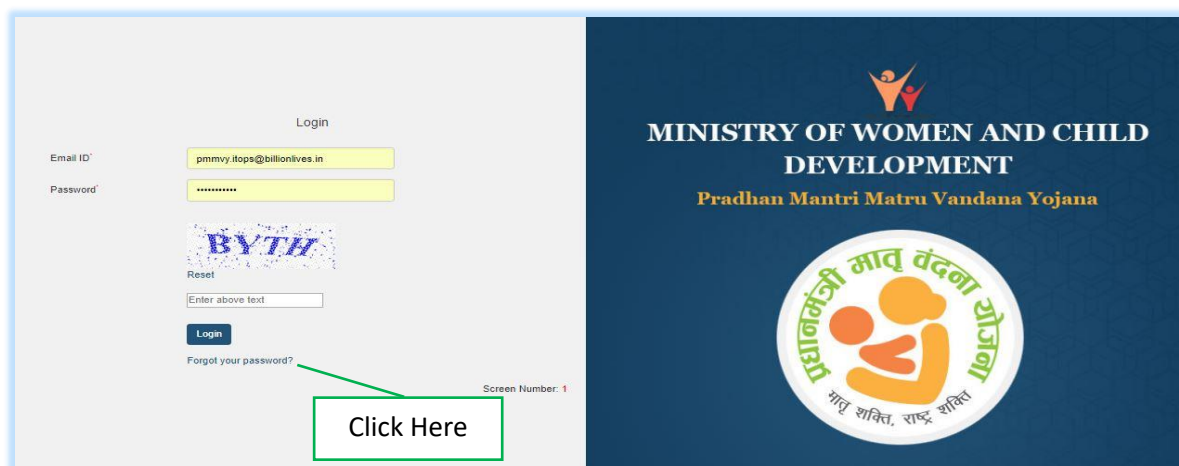 Login
Email ID*
pmmvy.itops@billionlives.in
Password*
•••••••••••
BYTH
Reset
Enter above text
Login
Forgot your password?
Screen Number: 1
Click Here
MINISTRY OF WOMEN AND CHILD
DEVELOPMENT
Pradhan Mantri Matru Vandana Yojana
प्रधानमंत्री मातृ वंदना योजना
मातृ शक्ति, राष्ट्र शक्ति